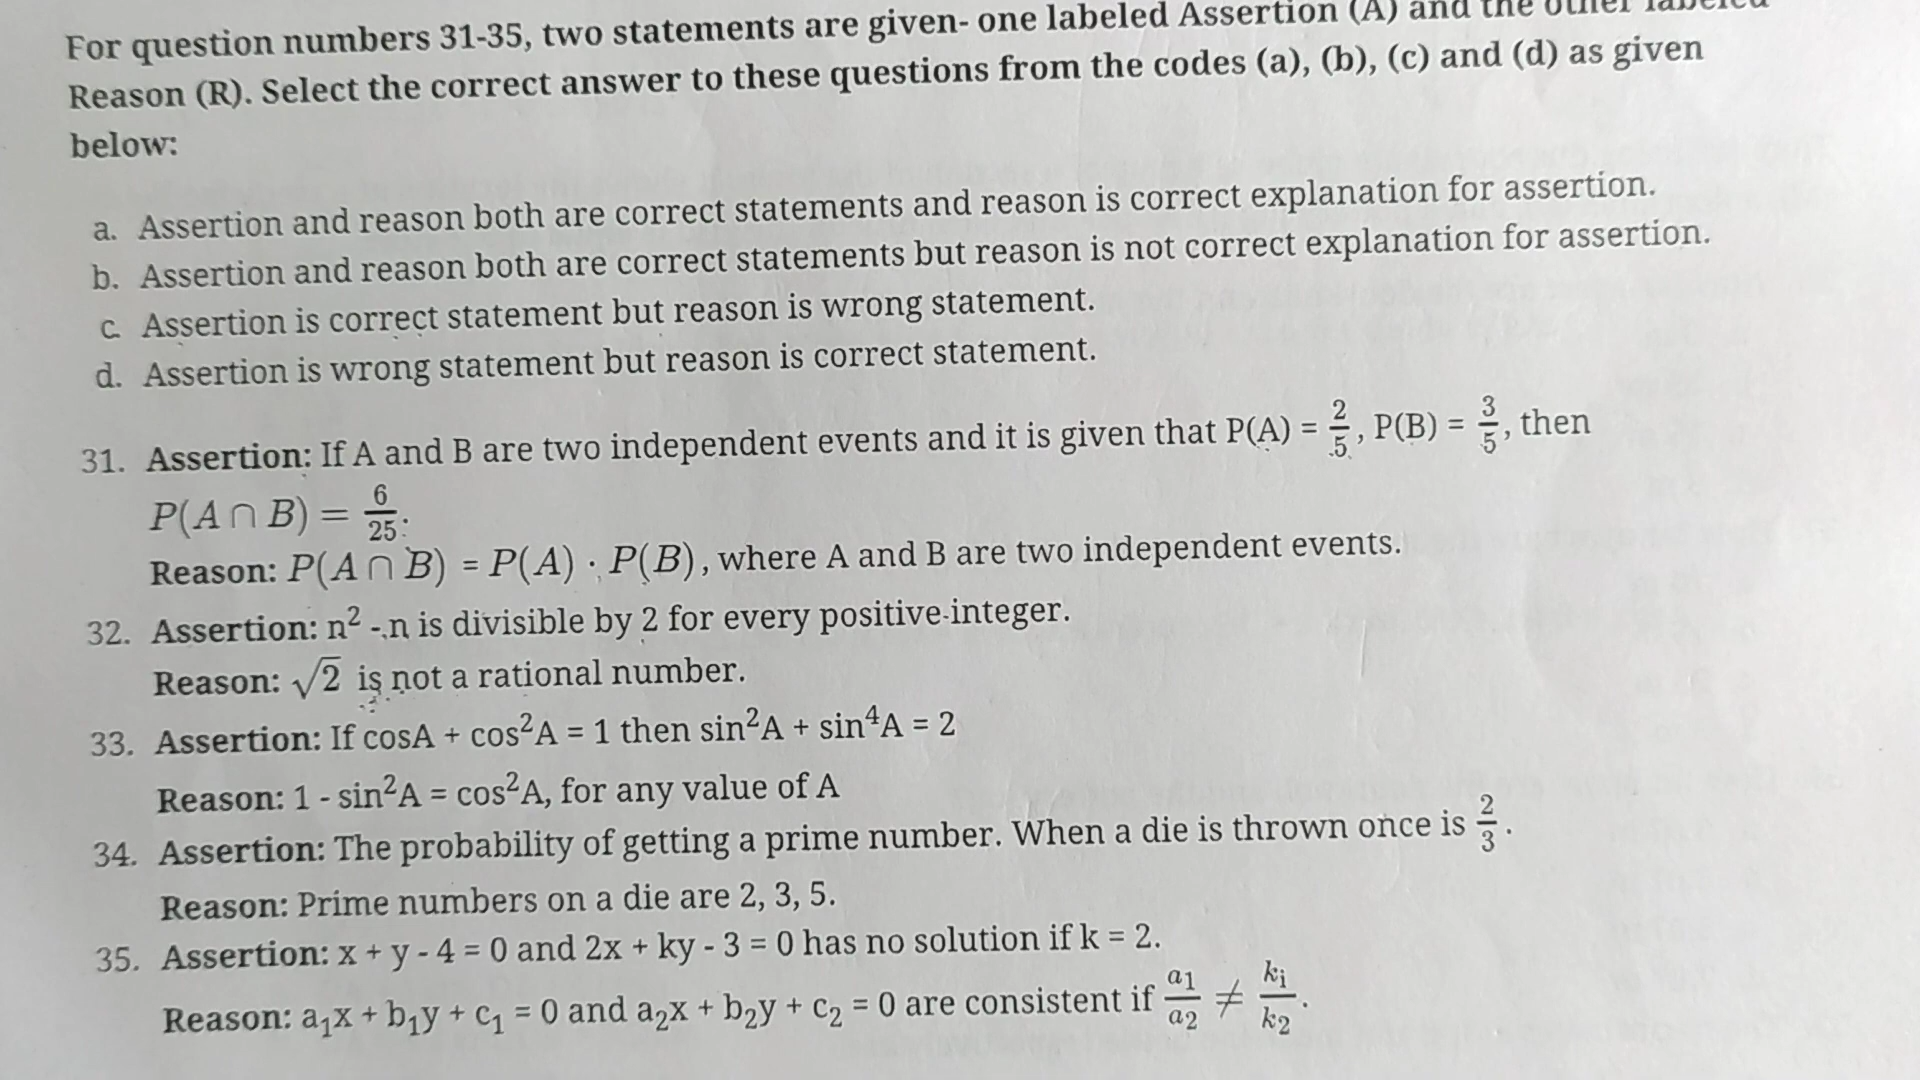 For question numbers 31-35, two statements are given- one labeled Assertion (A) and the other labeled
Reason (R). Select the correct answer to these questions from the codes (a), (b), (c) and (d) as given
below:
a. Assertion and reason both are correct statements and reason is correct explanation for assertion.
b. Assertion and reason both are correct statements but reason is not correct explanation for assertion.
c. Assertion is correct statement but reason is wrong statement.
d. Assertion is wrong statement but reason is correct statement.
31. Assertion: If A and B are two independent events and it is given that P(A) = 2/5, P(B) = 3/5, then
P(A ∩ B) = 6/25.
Reason: P(A ∩ B) = P(A) · P(B), where A and B are two independent events.
32. Assertion: n² - n is divisible by 2 for every positive integer.
Reason: √2 is not a rational number.
33. Assertion: If cosA + cos²A = 1 then sin²A + sin⁴A = 2
Reason: 1 - sin²A = cos²A, for any value of A
34. Assertion: The probability of getting a prime number. When a die is thrown once is 2/3.
Reason: Prime numbers on a die are 2, 3, 5.
35. Assertion: x + y - 4 = 0 and 2x + ky - 3 = 0 has no solution if k = 2.
Reason: a₁x + b₁y + c₁ = 0 and a₂x + b₂y + c₂ = 0 are consistent if a₁/a₂ ≠ kᵢ/k₂.